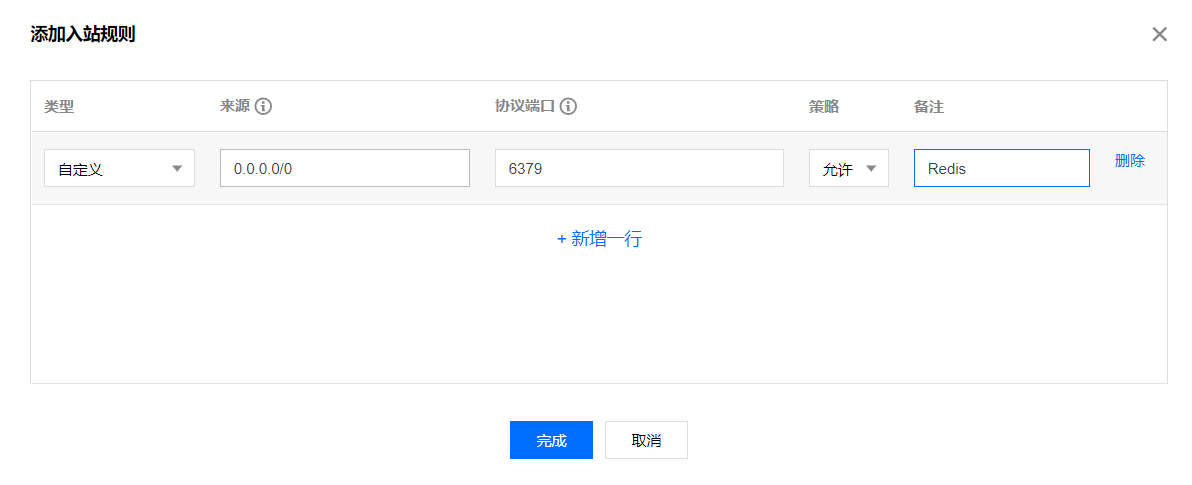 添加入站规则
类型 来源 协议端口 策略 备注
自定义 0.0.0.0/0 6379 允许 Redis 删除
+ 新增一行
完成 取消